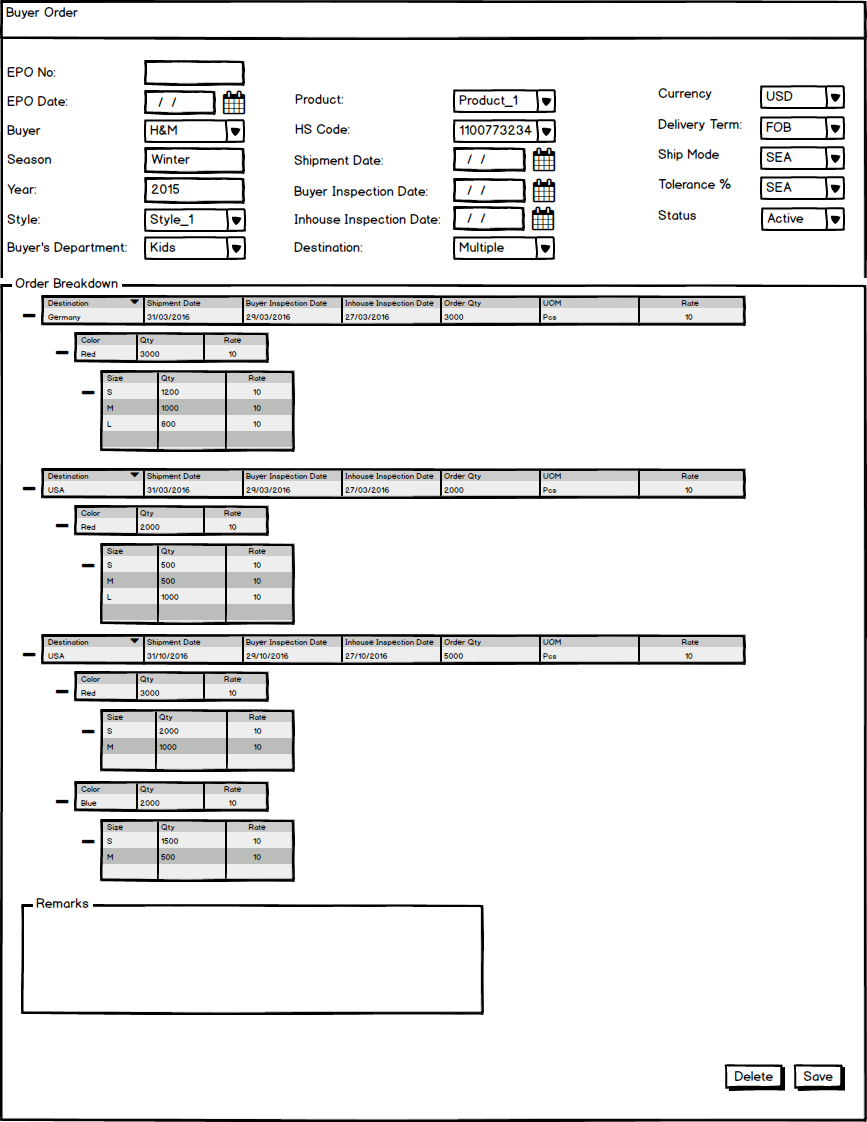 Buyer Order
EPO No:
EPO Date: / /
Buyer H&M
Season Winter
Year: 2015
Style: Style_1
Buyer's Department: Kids
Product: Product_1
HS Code: 1100773234
Shipment Date: / /
Buyer Inspection Date: / /
Inhouse Inspection Date: / /
Destination: Multiple
Currency USD
Delivery Term: FOB
Ship Mode SEA
Tolerance % SEA
Status Active
Order Breakdown
Destination Shipment Date Buyer Inspection Date Inhouse Inspection Date Order Qty UOM Rate
Germany 31/03/2016 29/03/2016 27/03/2016 3000 Pcs 10
Color Qty Rate
Red 3000 10
Size Qty Rate
S 1200 10
M 1000 10
L 800 10
Destination Shipment Date Buyer Inspection Date Inhouse Inspection Date Order Qty UOM Rate
USA 31/03/2016 29/03/2016 27/03/2016 2000 Pcs 10
Color Qty Rate
Red 2000 10
Size Qty Rate
S 500 10
M 500 10
L 1000 10
Destination Shipment Date Buyer Inspection Date Inhouse Inspection Date Order Qty UOM Rate
USA 31/10/2016 29/10/2016 27/10/2016 5000 Pcs 10
Color Qty Rate
Red 3000 10
Size Qty Rate
S 2000 10
M 1000 10
Color Qty Rate
Blue 2000 10
Size Qty Rate
S 1500 10
M 500 10
Remarks
Delete Save